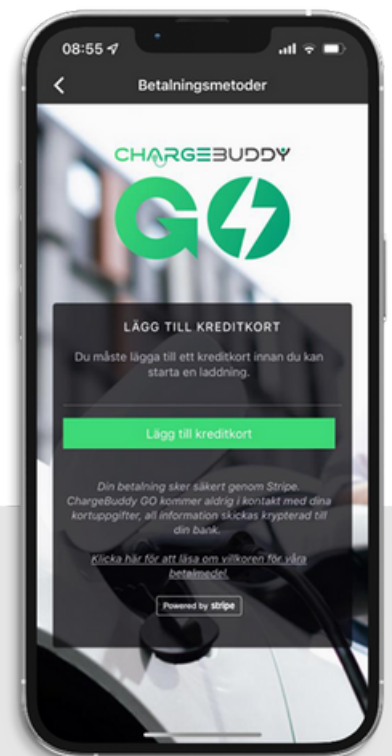 08:55
Betalningsmetoder
CHARGEBUDDY
GO
LÄGG TILL KREDITKORT
Du måste lägga till ett kreditkort innan du kan
starta en laddning.
Lägg till kreditkort
Din betalning sker säkert genom Stripe.
ChargeBuddy GO kommer aldrig i kontakt med dina
kortuppgifter, all information skickas krypterad till
din bank.
Klicka här för att läsa om villkoren för våra
betalmedel.
Powered by stripe